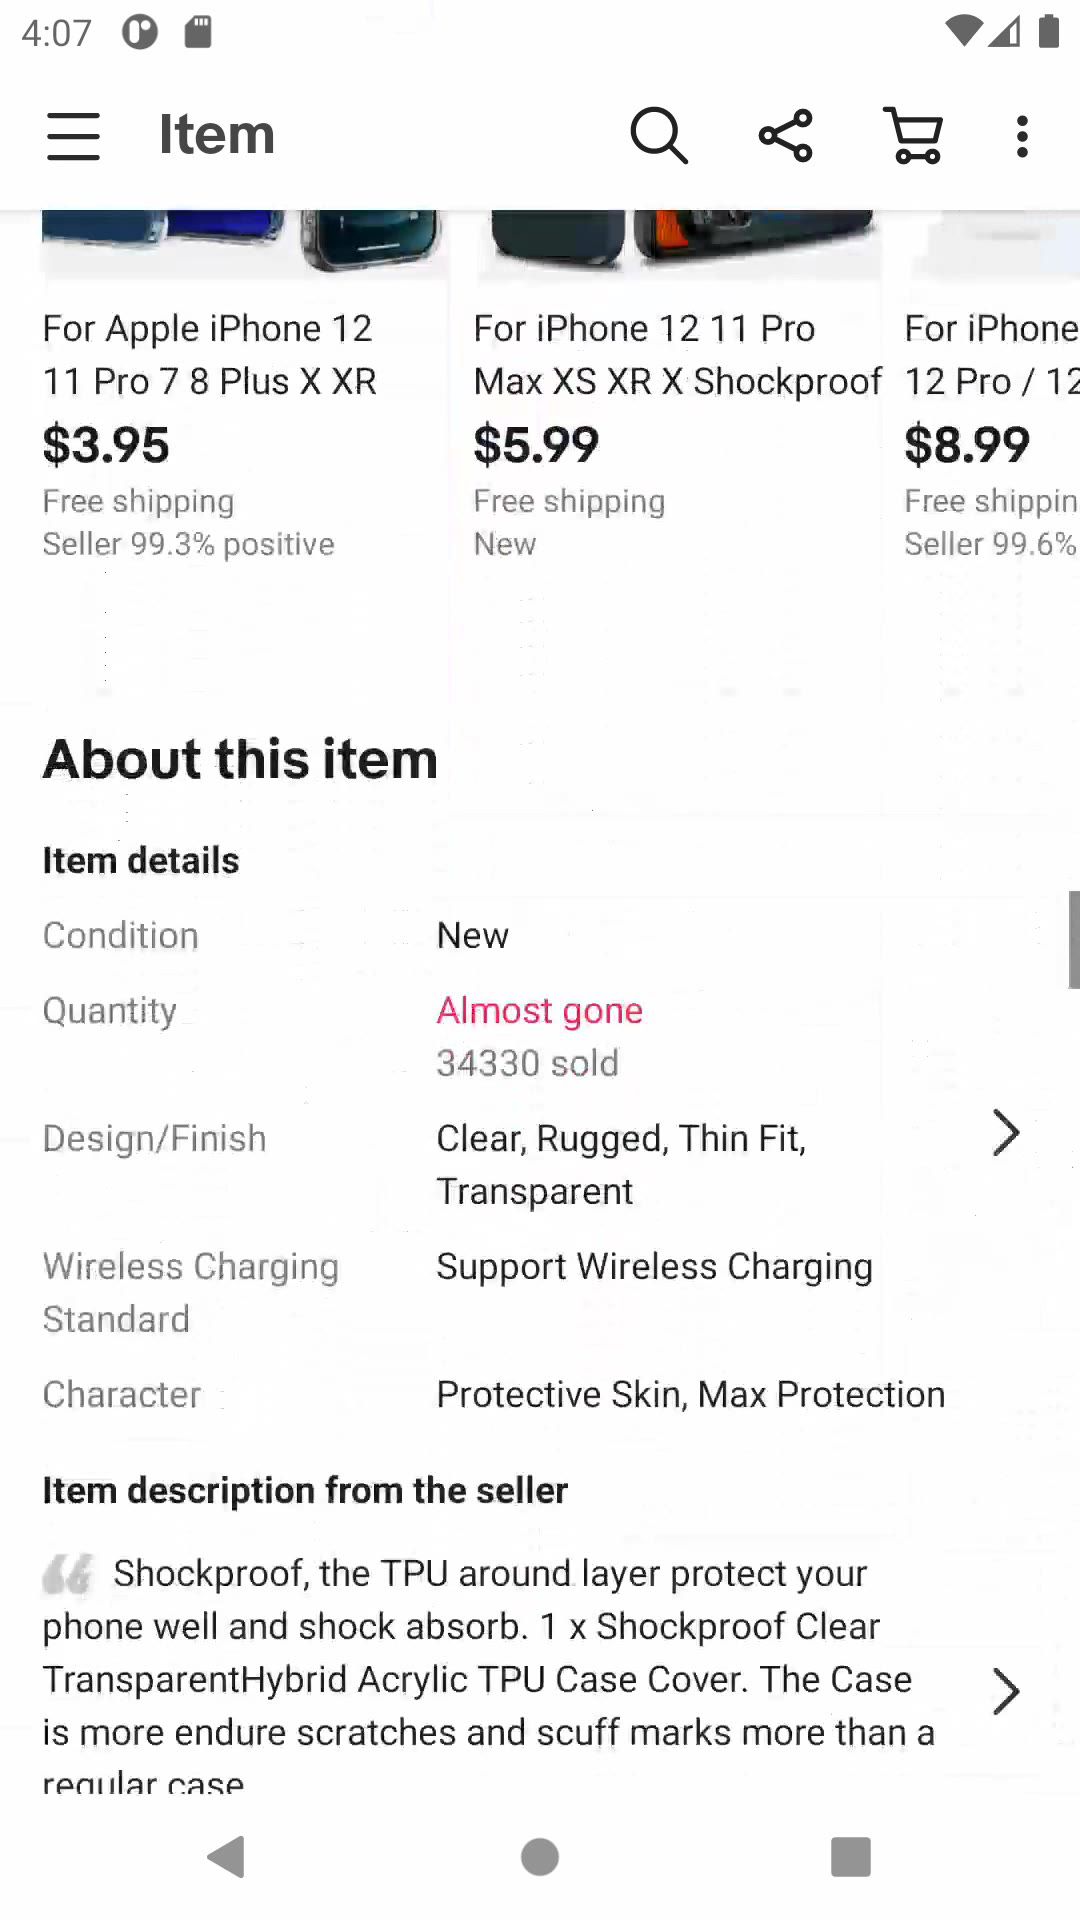 4:07
Item
For Apple iPhone 12
11 Pro 7 8 Plus X XR
$3.95
Free shipping
Seller 99.3% positive
For iPhone 12 11 Pro
Max XS XR X Shockproof
$5.99
Free shipping
New
For iPhone
12 Pro / 12
$8.99
Free shippin
Seller 99.6%
About this item
Item details
Condition New
Quantity Almost gone
34330 sold
Design/Finish Clear, Rugged, Thin Fit,
Transparent
Wireless Charging Support Wireless Charging
Standard
Character Protective Skin, Max Protection
Item description from the seller
Shockproof, the TPU around layer protect your
phone well and shock absorb. 1 x Shockproof Clear
TransparentHybrid Acrylic TPU Case Cover. The Case
is more endure scratches and scuff marks more than a
regular case